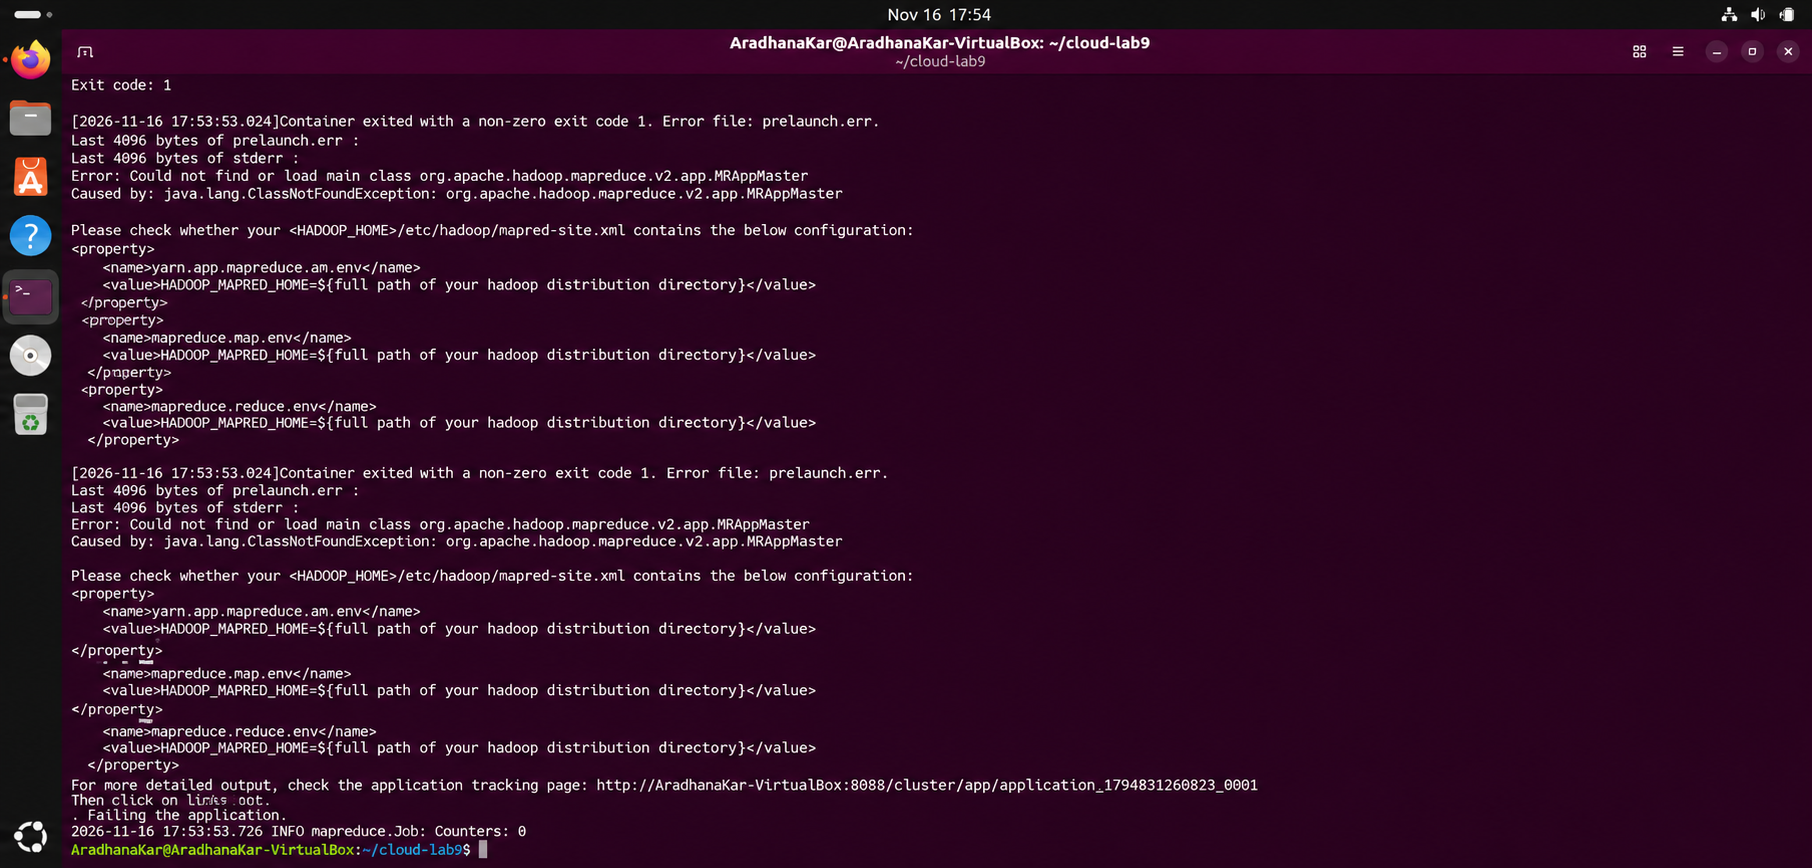 Nov 16 17:54
AradhanaKar@AradhanaKar-VirtualBox: ~/cloud-lab9
~/cloud-lab9
Exit code: 1
[2026-11-16 17:53:53.024]Container exited with a non-zero exit code 1. Error file: prelaunch.err.
Last 4096 bytes of prelaunch.err :
Last 4096 bytes of stderr :
Error: Could not find or load main class org.apache.hadoop.mapreduce.v2.app.MRAppMaster
Caused by: java.lang.ClassNotFoundException: org.apache.hadoop.mapreduce.v2.app.MRAppMaster
Please check whether your <HADOOP_HOME>/etc/hadoop/mapred-site.xml contains the below configuration:
<property>
<name>yarn.app.mapreduce.am.env</name>
<value>HADOOP_MAPRED_HOME=${full path of your hadoop distribution directory}</value>
</property>
<property>
<name>mapreduce.map.env</name>
<value>HADOOP_MAPRED_HOME=${full path of your hadoop distribution directory}</value>
</property>
<property>
<name>mapreduce.reduce.env</name>
<value>HADOOP_MAPRED_HOME=${full path of your hadoop distribution directory}</value>
</property>
[2026-11-16 17:53:53.024]Container exited with a non-zero exit code 1. Error file: prelaunch.err.
Last 4096 bytes of prelaunch.err :
Last 4096 bytes of stderr :
Error: Could not find or load main class org.apache.hadoop.mapreduce.v2.app.MRAppMaster
Caused by: java.lang.ClassNotFoundException: org.apache.hadoop.mapreduce.v2.app.MRAppMaster
Please check whether your <HADOOP_HOME>/etc/hadoop/mapred-site.xml contains the below configuration:
<property>
<name>yarn.app.mapreduce.am.env</name>
<value>HADOOP_MAPRED_HOME=${full path of your hadoop distribution directory}</value>
</property>
<name>mapreduce.map.env</name>
<value>HADOOP_MAPRED_HOME=${full path of your hadoop distribution directory}</value>
</property>
<name>mapreduce.reduce.env</name>
<value>HADOOP_MAPRED_HOME=${full path of your hadoop distribution directory}</value>
</property>
For more detailed output, check the application tracking page: http://AradhanaKar-VirtualBox:8088/cluster/app/application_1794831260823_0001
Then click on
. Failing the application.
2026-11-16 17:53:53.726 INFO mapreduce.Job: Counters: 0
AradhanaKar@AradhanaKar-VirtualBox:~/cloud-lab9$